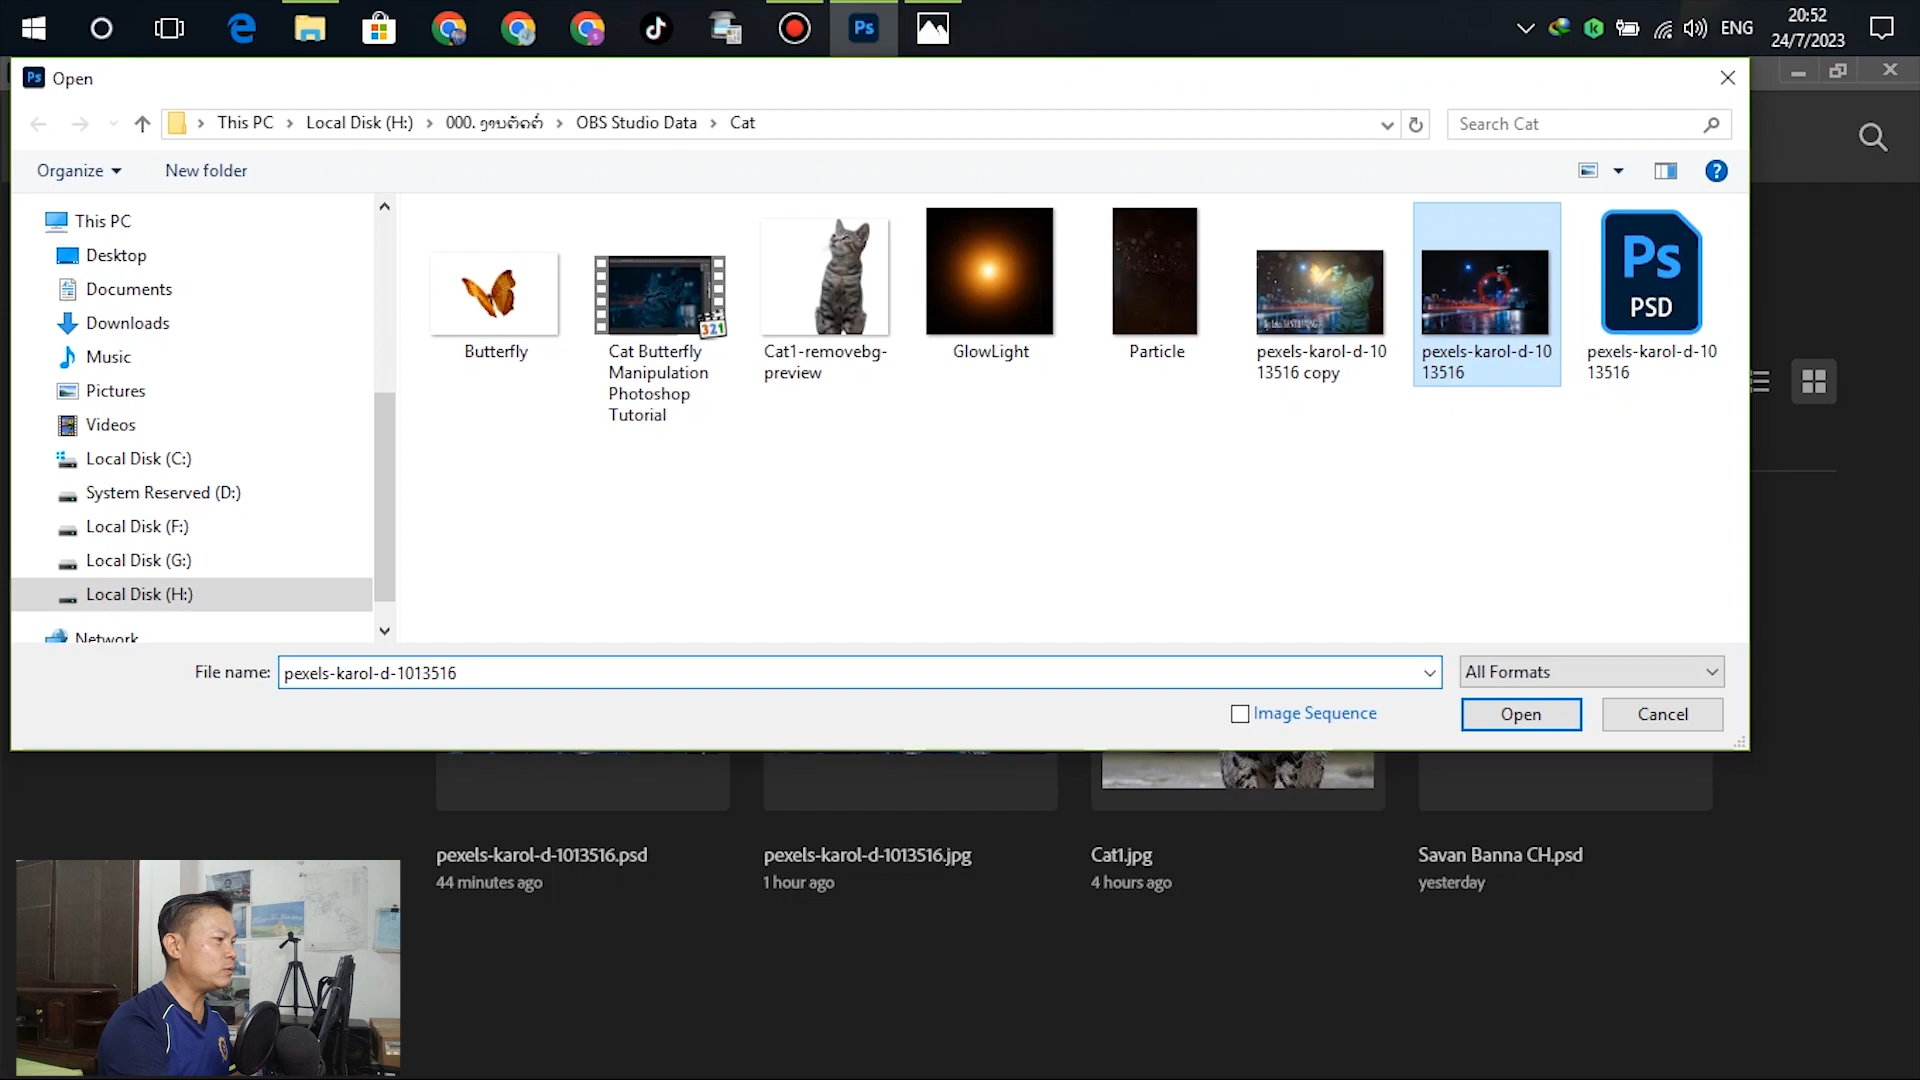 ENG
20:52
24/7/2023
Ps
Ps Open
This PC
Local Disk (H:)
000. ງານຕັດຕໍ່
OBS Studio Data
Cat
Search Cat
Organize
New folder
This PC
Desktop
Documents
Downloads
Music
Pictures
Videos
Local Disk (C:)
System Reserved (D:)
Local Disk (F:)
Local Disk (G:)
Local Disk (H:)
Network
Butterfly
321
Cat Butterfly
Manipulation
Photoshop
Tutorial
Cat1-removebg-
preview
GlowLight
Particle
pexels-karol-d-10
13516 copy
pexels-karol-d-10
13516
Ps
PSD
pexels-karol-d-10
13516
File name:
pexels-karol-d-1013516
All Formats
Image Sequence
Open
Cancel
pexels-karol-d-1013516.psd
44 minutes ago
pexels-karol-d-1013516.jpg
1 hour ago
Cat1.jpg
4 hours ago
Savan Banna CH.psd
yesterday